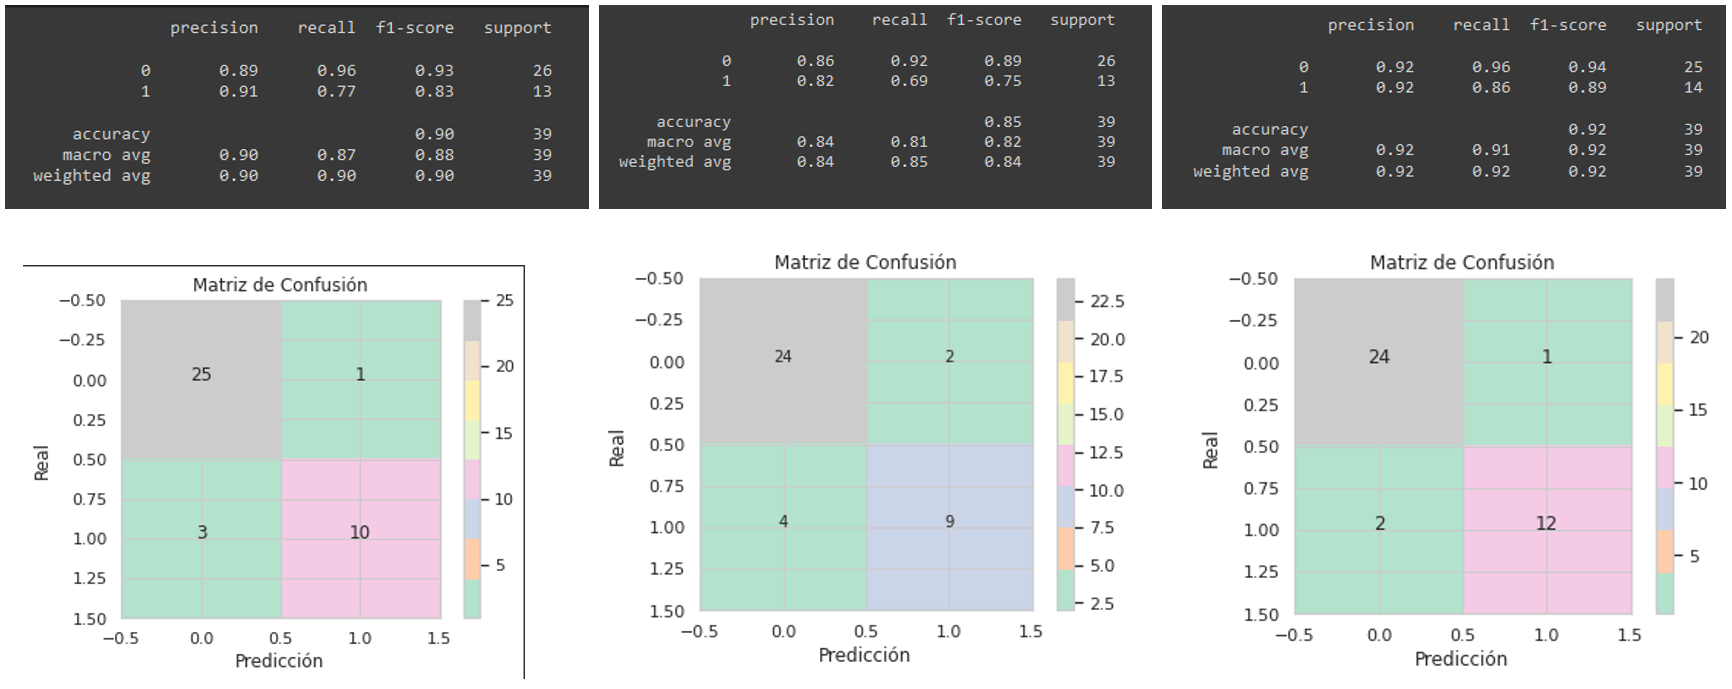 precision recall f1-score support
0 0.89 0.96 0.93 26
1 0.91 0.77 0.83 13
accuracy 0.90 39
macro avg 0.90 0.87 0.88 39
weighted avg 0.90 0.90 0.90 39
precision recall f1-score support
0 0.86 0.92 0.89 26
1 0.82 0.69 0.75 13
accuracy 0.85 39
macro avg 0.84 0.81 0.82 39
weighted avg 0.84 0.85 0.84 39
precision recall f1-score support
0 0.92 0.96 0.94 25
1 0.92 0.86 0.89 14
accuracy 0.92 39
macro avg 0.92 0.91 0.92 39
weighted avg 0.92 0.92 0.92 39
Matriz de Confusión
−0.50
−0.25
0.00
0.25
0.50
0.75
1.00
1.25
1.50
Real
25 1
3 10
−0.5 0.0 0.5 1.0 1.5
Predicción
25
20
15
10
5
Matriz de Confusión
−0.50
−0.25
0.00
0.25
0.50
0.75
1.00
1.25
1.50
Real
24 2
4 9
−0.5 0.0 0.5 1.0 1.5
Predicción
22.5
20.0
17.5
15.0
12.5
10.0
7.5
5.0
2.5
Matriz de Confusión
−0.50
−0.25
0.00
0.25
0.50
0.75
1.00
1.25
1.50
Real
24 1
2 12
−0.5 0.0 0.5 1.0 1.5
Predicción
20
15
10
5